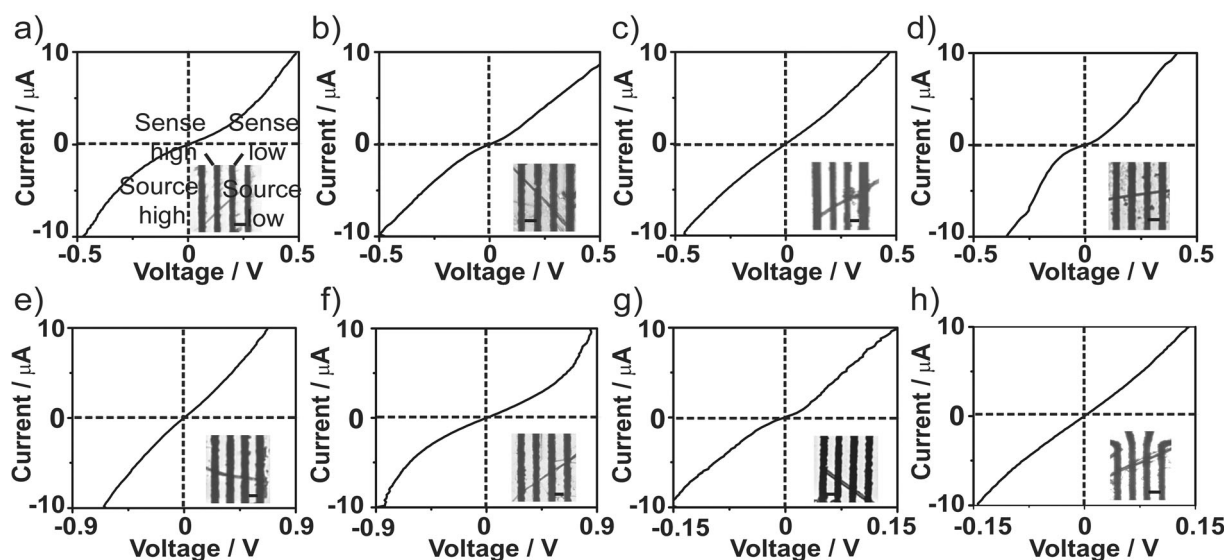 a)
10
Current / μA
0
-10
Sense high
Sense low
Source high
Source low
-0.5
0
0.5
Voltage / V
b)
10
Current / μA
0
-10
-0.5
0
0.5
Voltage / V
c)
10
Current / μA
0
-10
-0.5
0
0.5
Voltage / V
d)
10
Current / μA
0
-10
-0.5
0
0.5
Voltage / V
e)
10
Current / μA
0
-10
-0.9
0
0.9
Voltage / V
f)
10
Current / μA
0
-10
-0.9
0
0.9
Voltage / V
g)
10
Current / μA
0
-10
-0.15
0
0.15
Voltage / V
h)
10
Current / μA
0
-10
-0.15
0
0.15
Voltage / V